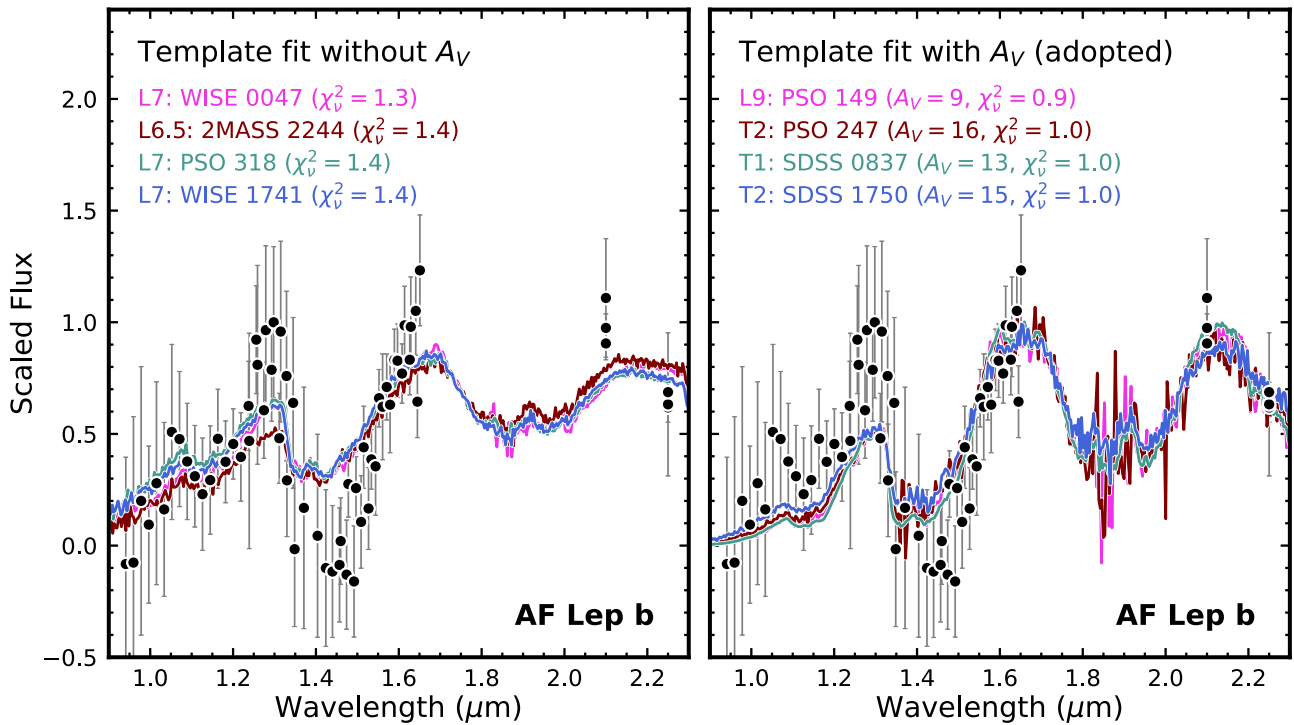 Template fit without A_V
L7: WISE 0047 (χ²_ν = 1.3)
L6.5: 2MASS 2244 (χ²_ν = 1.4)
L7: PSO 318 (χ²_ν = 1.4)
L7: WISE 1741 (χ²_ν = 1.4)
AF Lep b
Template fit with A_V (adopted)
L9: PSO 149 (A_V = 9, χ²_ν = 0.9)
T2: PSO 247 (A_V = 16, χ²_ν = 1.0)
T1: SDSS 0837 (A_V = 13, χ²_ν = 1.0)
T2: SDSS 1750 (A_V = 15, χ²_ν = 1.0)
AF Lep b
Scaled Flux
2.0
1.5
1.0
0.5
0.0
−0.5
1.0 1.2 1.4 1.6 1.8 2.0 2.2
1.0 1.2 1.4 1.6 1.8 2.0 2.2
Wavelength (μm)
Wavelength (μm)